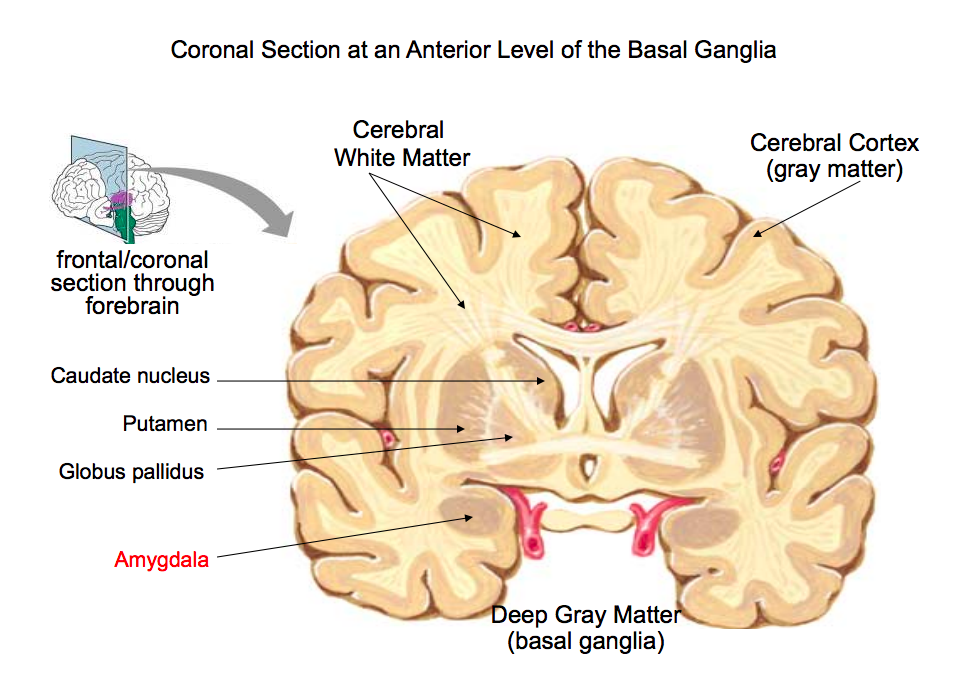 Coronal Section at an Anterior Level of the Basal Ganglia
Cerebral
White Matter
Cerebral Cortex
(gray matter)
frontal/coronal
section through
forebrain
Caudate nucleus
Putamen
Globus pallidus
Amygdala
Deep Gray Matter
(basal ganglia)